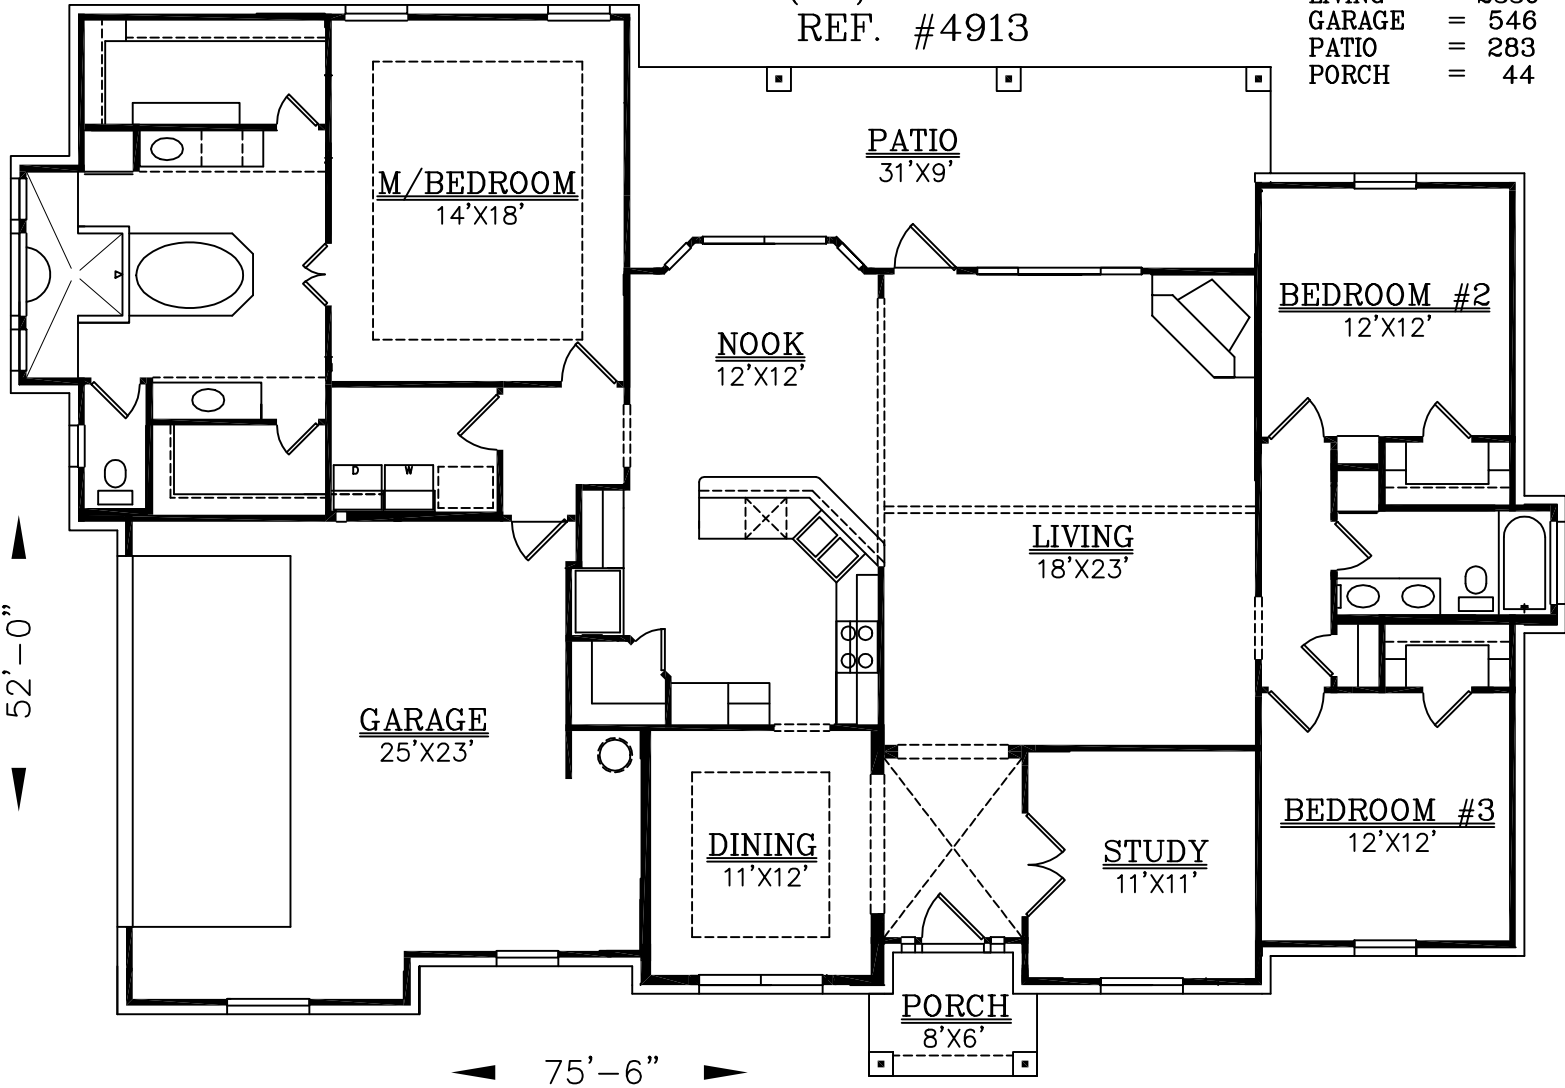 REF. #4913
GARAGE = 546
PATIO = 283
PORCH = 44
PATIO
31'X9'
M/BEDROOM
14'X18'
BEDROOM #2
12'X12'
NOOK
12'X12'
D W
LIVING
18'X23'
52'-0"
GARAGE
25'X23'
BEDROOM #3
12'X12'
DINING
11'X12'
STUDY
11'X11'
PORCH
8'X6'
75'-6"